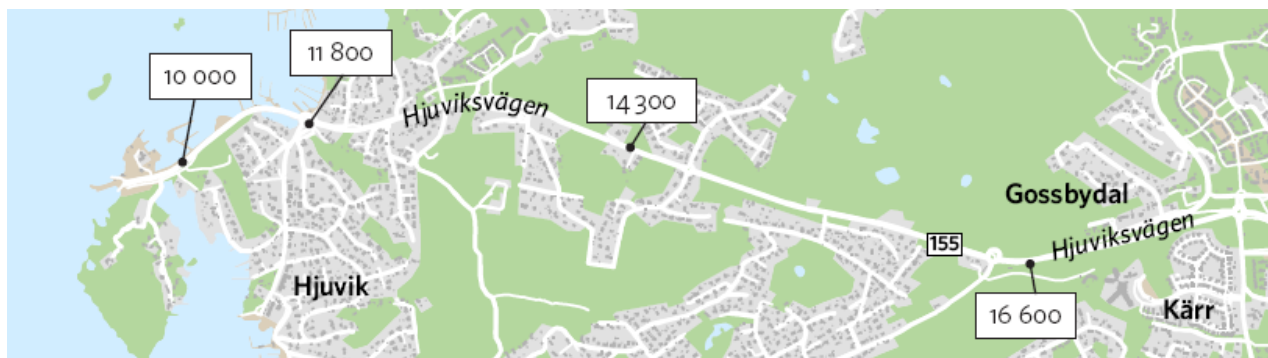 11 800
10 000
Hjuviksvägen
14 300
Gossbydal
155
Hjuviksvägen
Hjuvik
16 600
Kärr